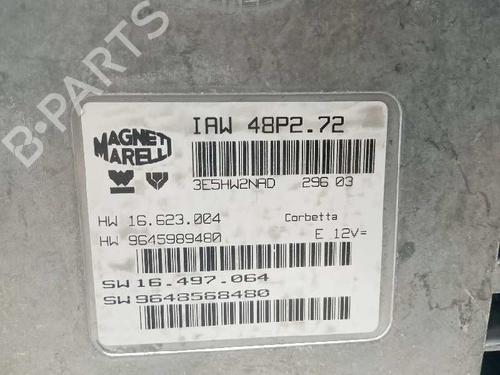 B-PARTS
MAGNETI
MARELLI
IAW 48P2.72
3E5HW2NAD 296 03
HW 16.623.004 Corbetta
HW 9645989480 E 12V=
SW 16.497.064
SW 9648568480